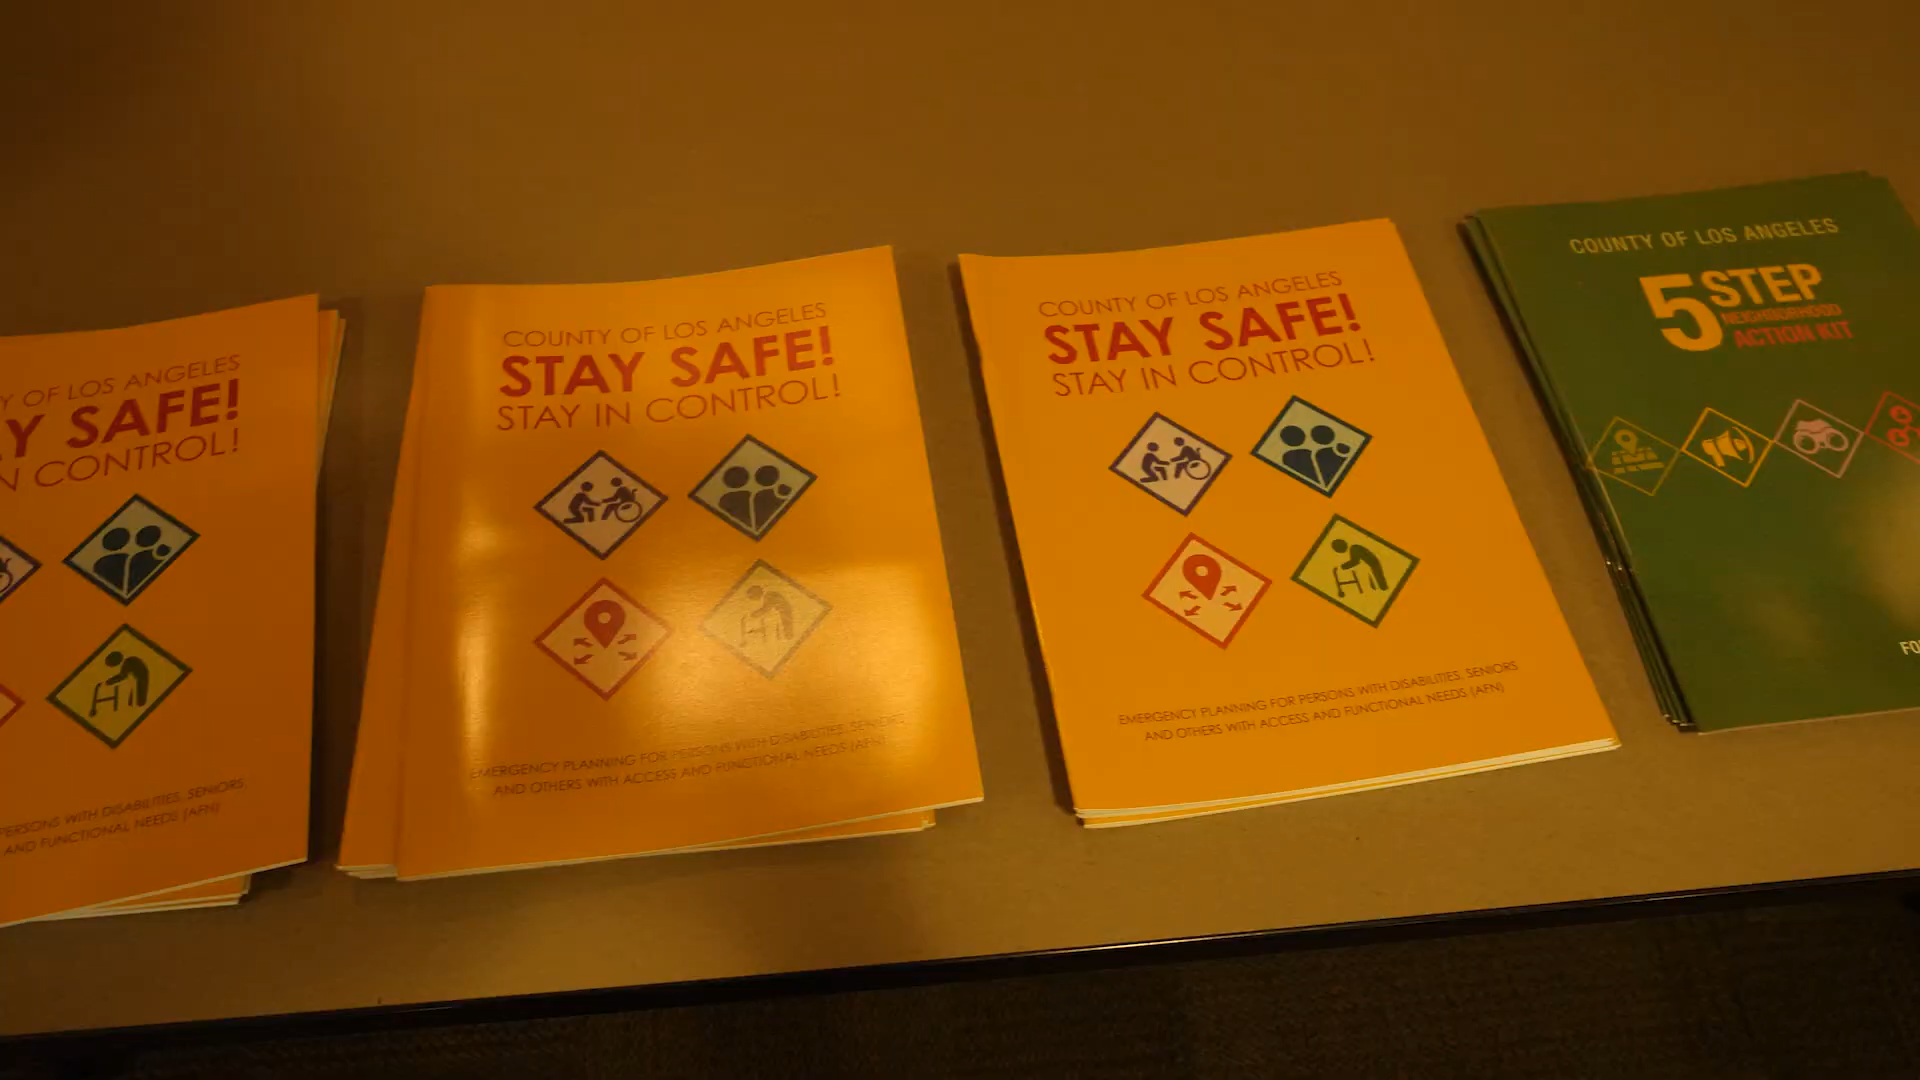 Y OF LOS ANGELES
Y SAFE!
N CONTROL!
PERSONS WITH DISABILITIES, SENIORS
AND FUNCTIONAL NEEDS (AFN)
COUNTY OF LOS ANGELES
STAY SAFE!
STAY IN CONTROL!
EMERGENCY PLANNING FOR PERSONS WITH DISABILITIES, SENIORS
AND OTHERS WITH ACCESS AND FUNCTIONAL NEEDS (AFN)
COUNTY OF LOS ANGELES
STAY SAFE!
STAY IN CONTROL!
EMERGENCY PLANNING FOR PERSONS WITH DISABILITIES, SENIORS
AND OTHERS WITH ACCESS AND FUNCTIONAL NEEDS (AFN)
COUNTY OF LOS ANGELES
5 STEP
NEIGHBORHOOD
ACTION KIT
FO